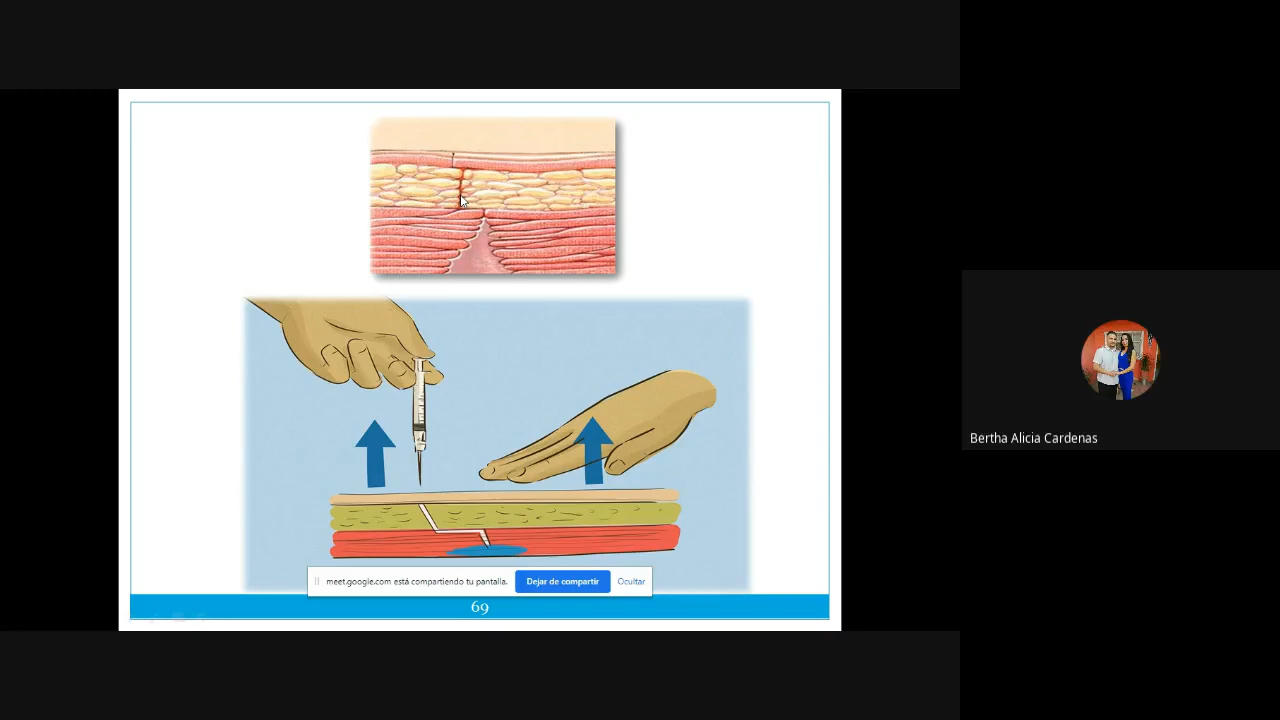 meet.google.com está compartiendo tu pantalla.
Dejar de compartir
Ocultar
69
Bertha Alicia Cardenas